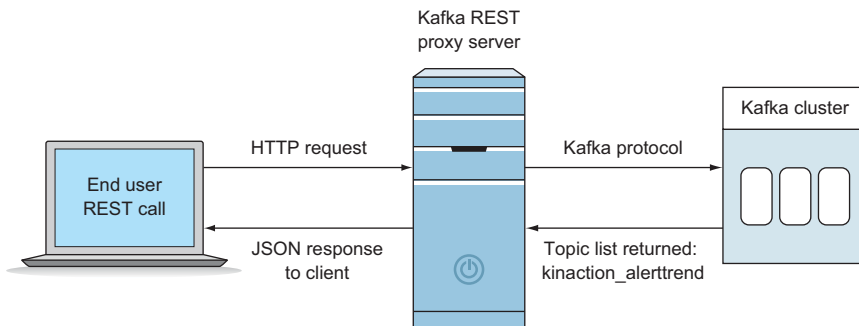 Kafka REST
proxy server
Kafka cluster
HTTP request
Kafka protocol
End user
REST call
JSON response
to client
Topic list returned:
kinaction_alerttrend